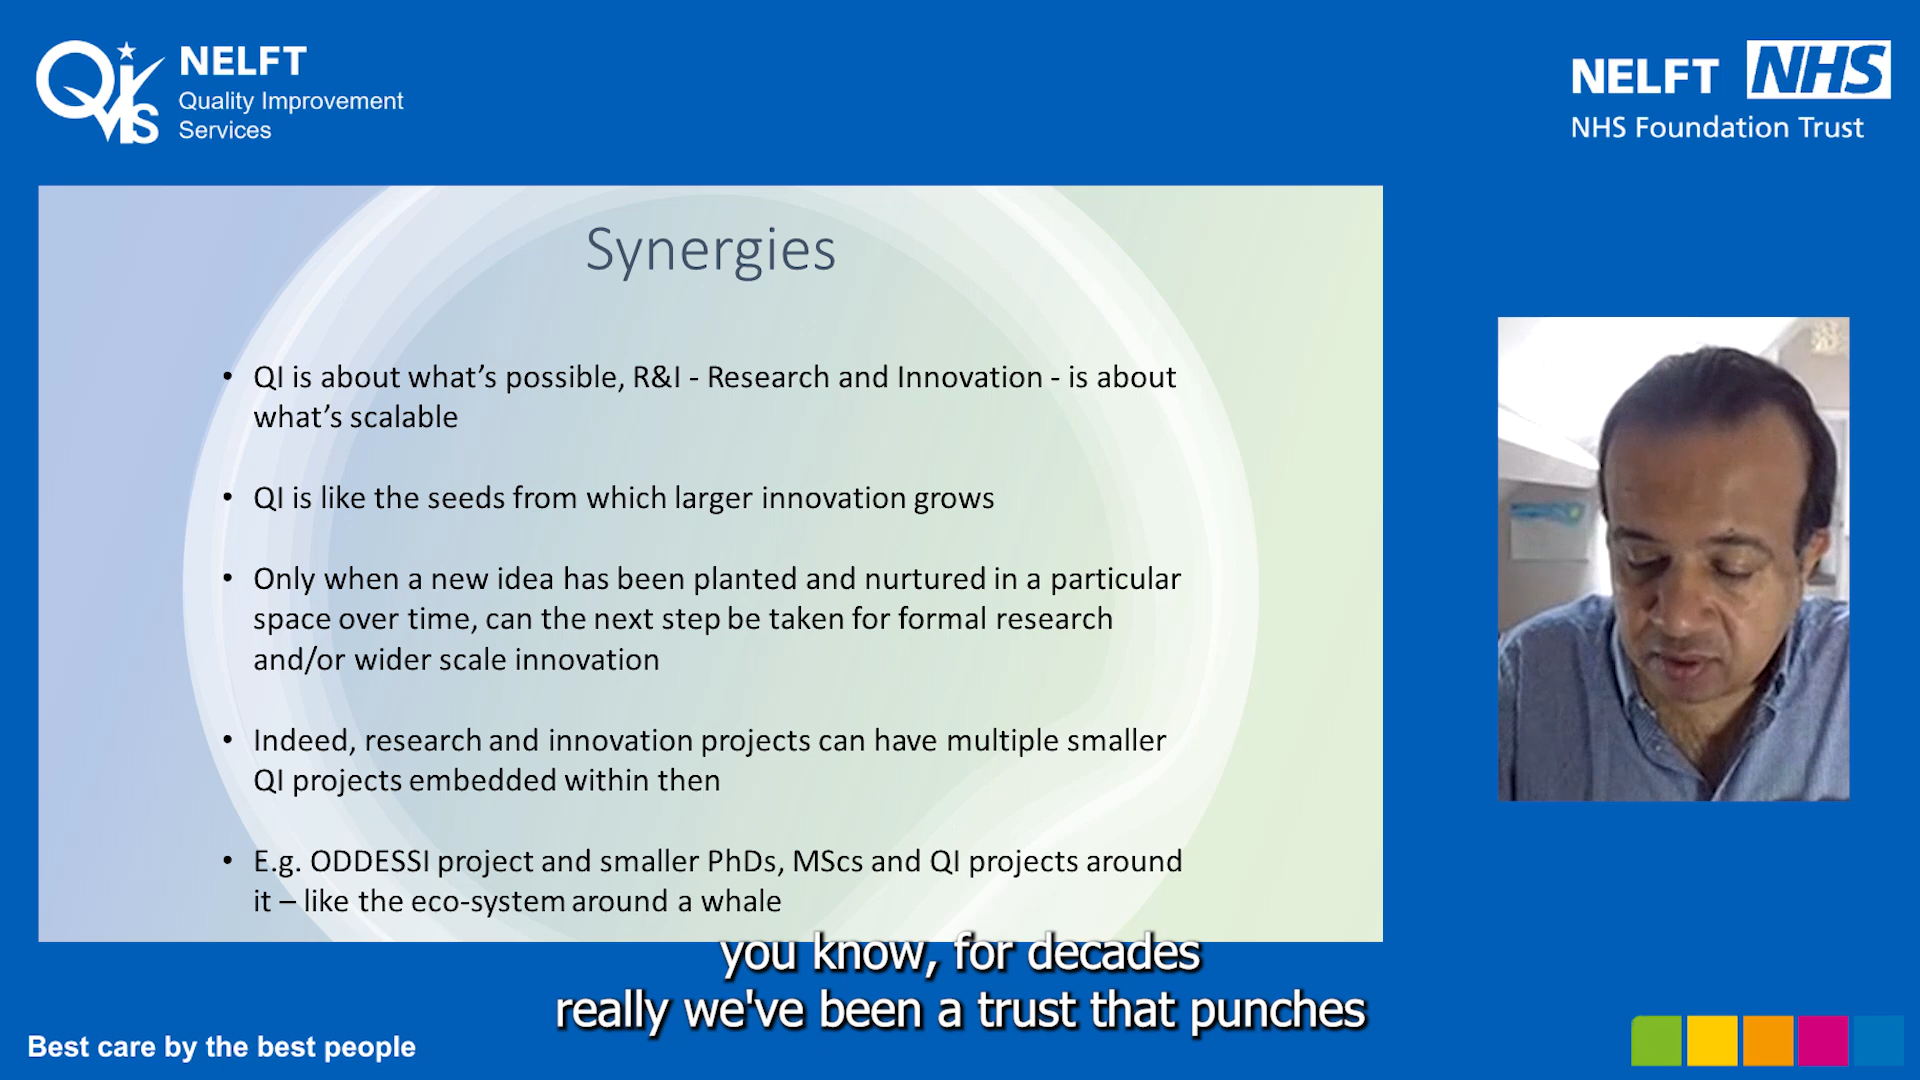 QIS
NELFT
Quality Improvement
Services
NELFT NHS
NHS Foundation Trust
Synergies
• QI is about what’s possible, R&I - Research and Innovation - is about
what’s scalable
• QI is like the seeds from which larger innovation grows
• Only when a new idea has been planted and nurtured in a particular
space over time, can the next step be taken for formal research
and/or wider scale innovation
• Indeed, research and innovation projects can have multiple smaller
QI projects embedded within then
• E.g. ODDESSI project and smaller PhDs, MScs and QI projects around
it – like the eco-system around a whale
you know, for decades
really we've been a trust that punches
Best care by the best people